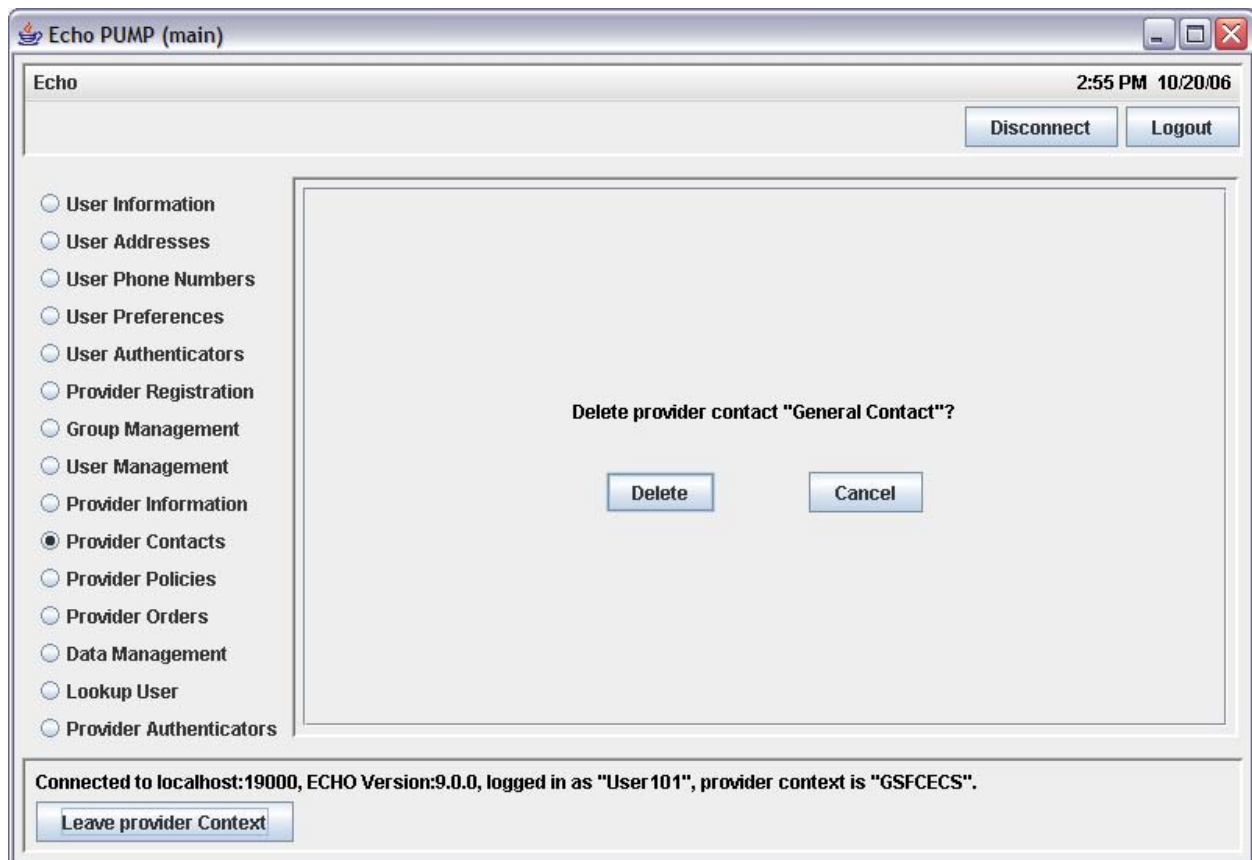 Echo PUMP (main)
Echo
2:55 PM 10/20/06
Disconnect
Logout
User Information
User Addresses
User Phone Numbers
User Preferences
User Authenticators
Provider Registration
Group Management
User Management
Provider Information
Provider Contacts
Provider Policies
Provider Orders
Data Management
Lookup User
Provider Authenticators
Delete provider contact "General Contact"?
Delete
Cancel
Connected to localhost:19000, ECHO Version:9.0.0, logged in as "User101", provider context is "GSFCECS".
Leave provider Context